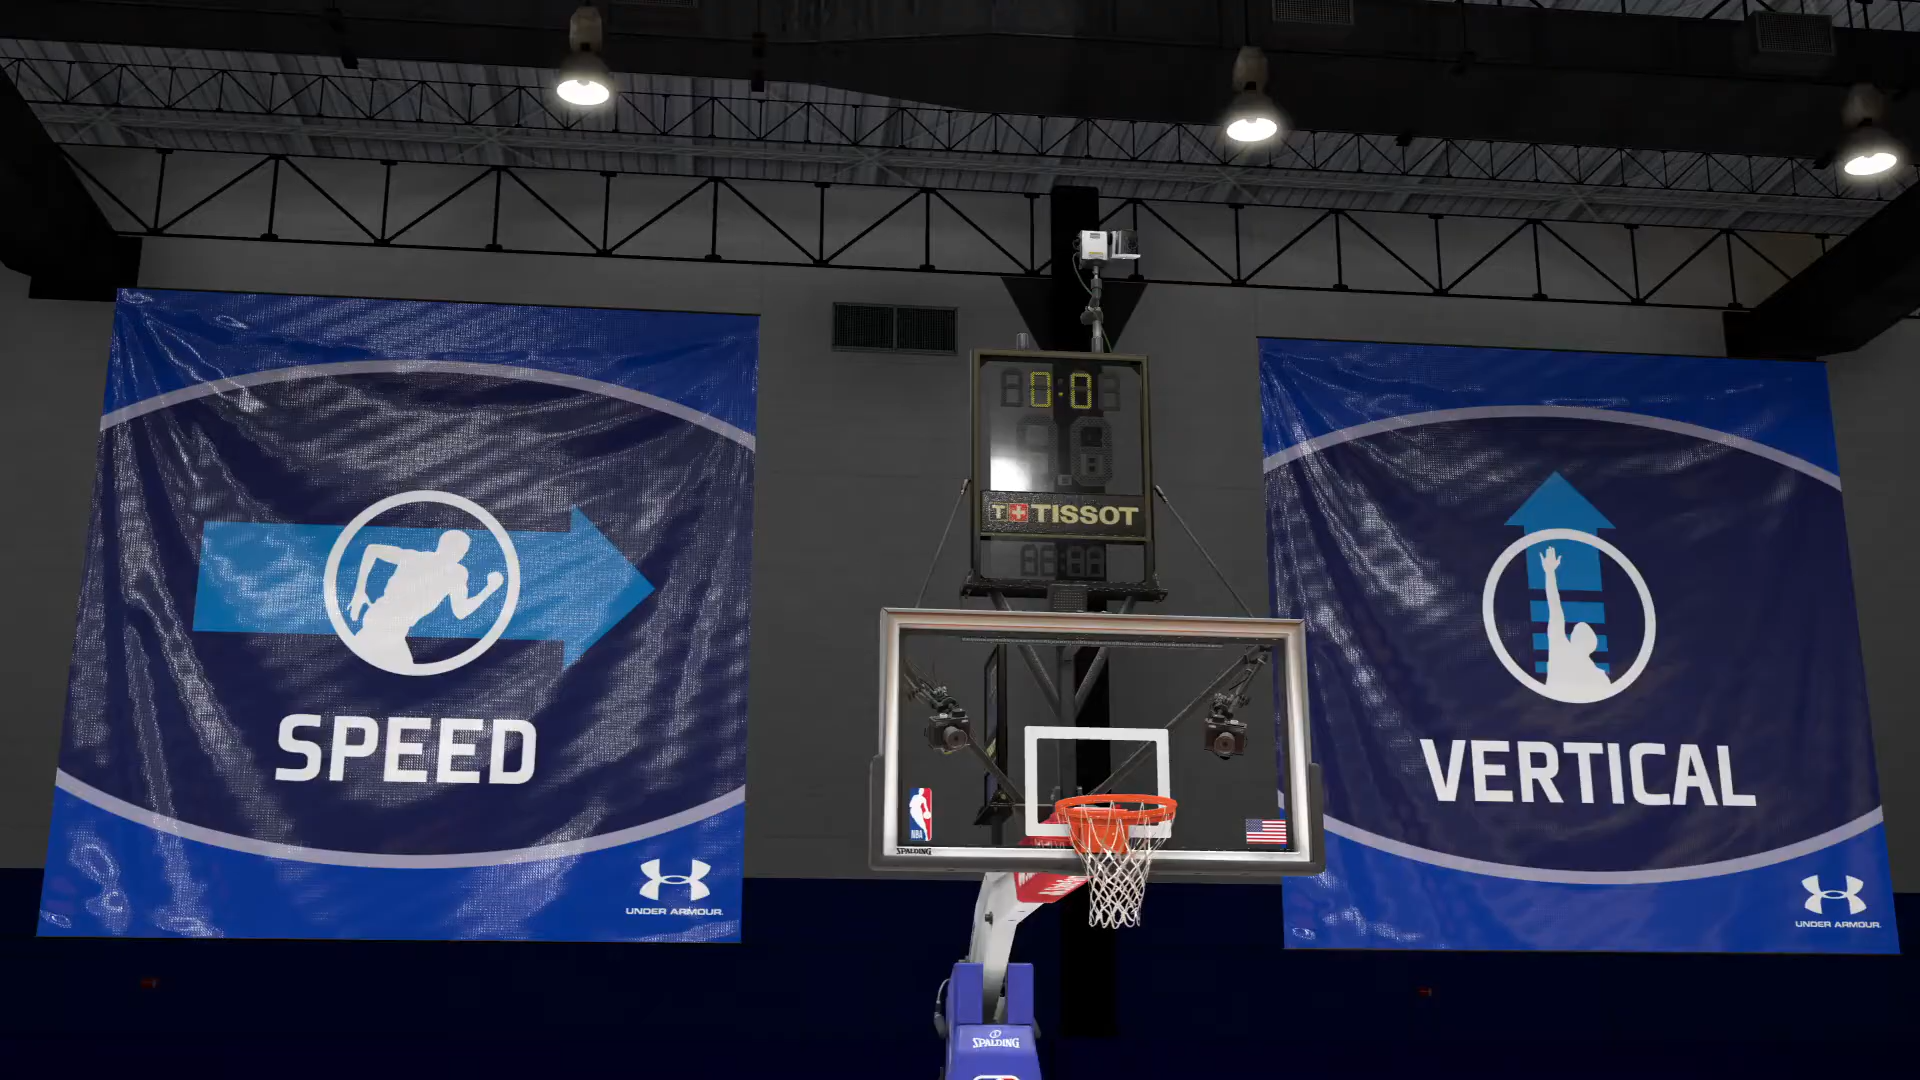 0:0
T+TISSOT
SPEED
VERTICAL
NBA
SPALDING
UNDER ARMOUR
UNDER ARMOUR
SPALDING